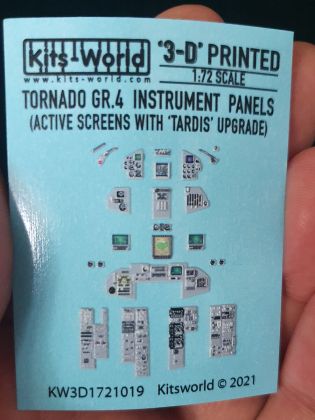 Kits-World
www.kits-world.com
'3-D' PRINTED
1:72 SCALE
TORNADO GR.4 INSTRUMENT PANELS
(ACTIVE SCREENS WITH 'TARDIS' UPGRADE)
KW3D1721019 Kitsworld © 2021